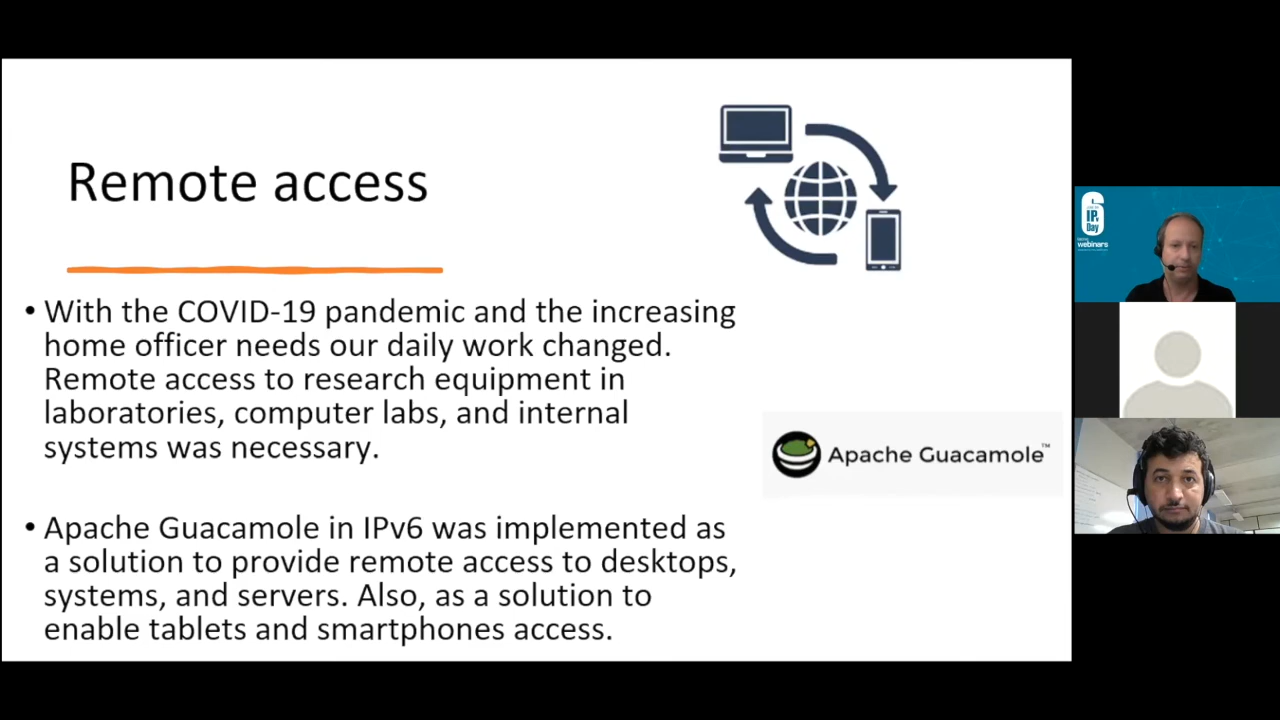 Remote access
• With the COVID-19 pandemic and the increasing
home officer needs our daily work changed.
Remote access to research equipment in
laboratories, computer labs, and internal
systems was necessary.
• Apache Guacamole in IPv6 was implemented as
a solution to provide remote access to desktops,
systems, and servers. Also, as a solution to
enable tablets and smartphones access.
Apache Guacamole™
6
IPv
Day
webinars